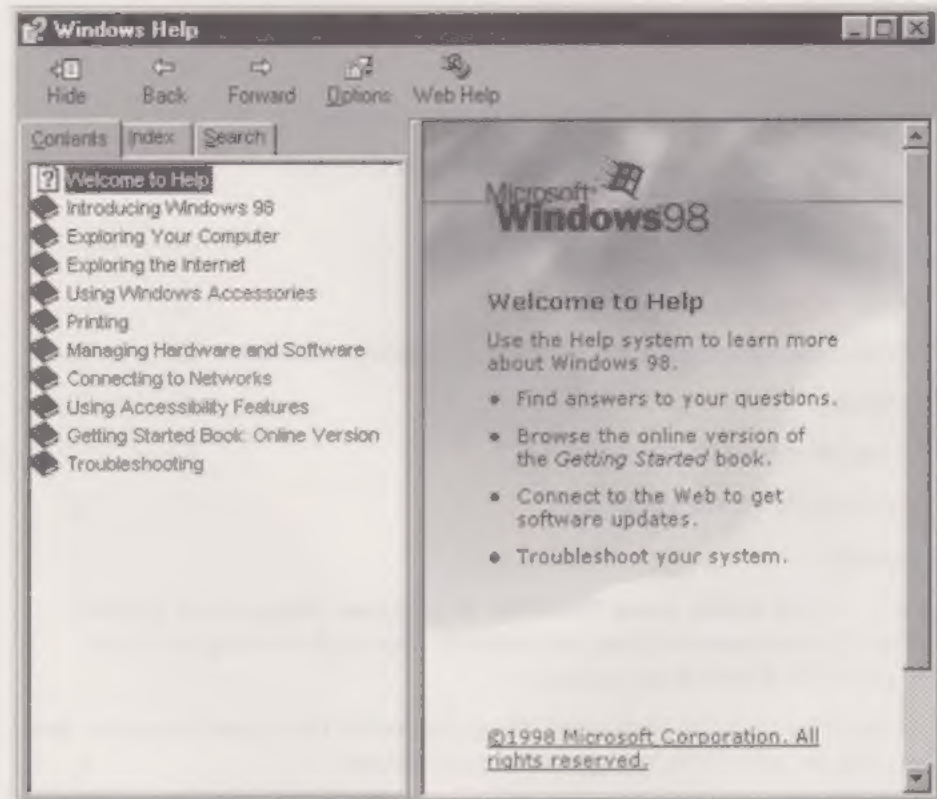 Windows Help
Hide Back Forward Options Web Help
Contents Index Search
Welcome to Help
Introducing Windows 98
Exploring Your Computer
Exploring the Internet
Using Windows Accessories
Printing
Managing Hardware and Software
Connecting to Networks
Using Accessibility Features
Getting Started Book: Online Version
Troubleshooting
Microsoft
Windows98
Welcome to Help
Use the Help system to learn more
about Windows 98.
• Find answers to your questions.
• Browse the online version of
the Getting Started book.
• Connect to the Web to get
software updates.
• Troubleshoot your system.
©1998 Microsoft Corporation. All
rights reserved.